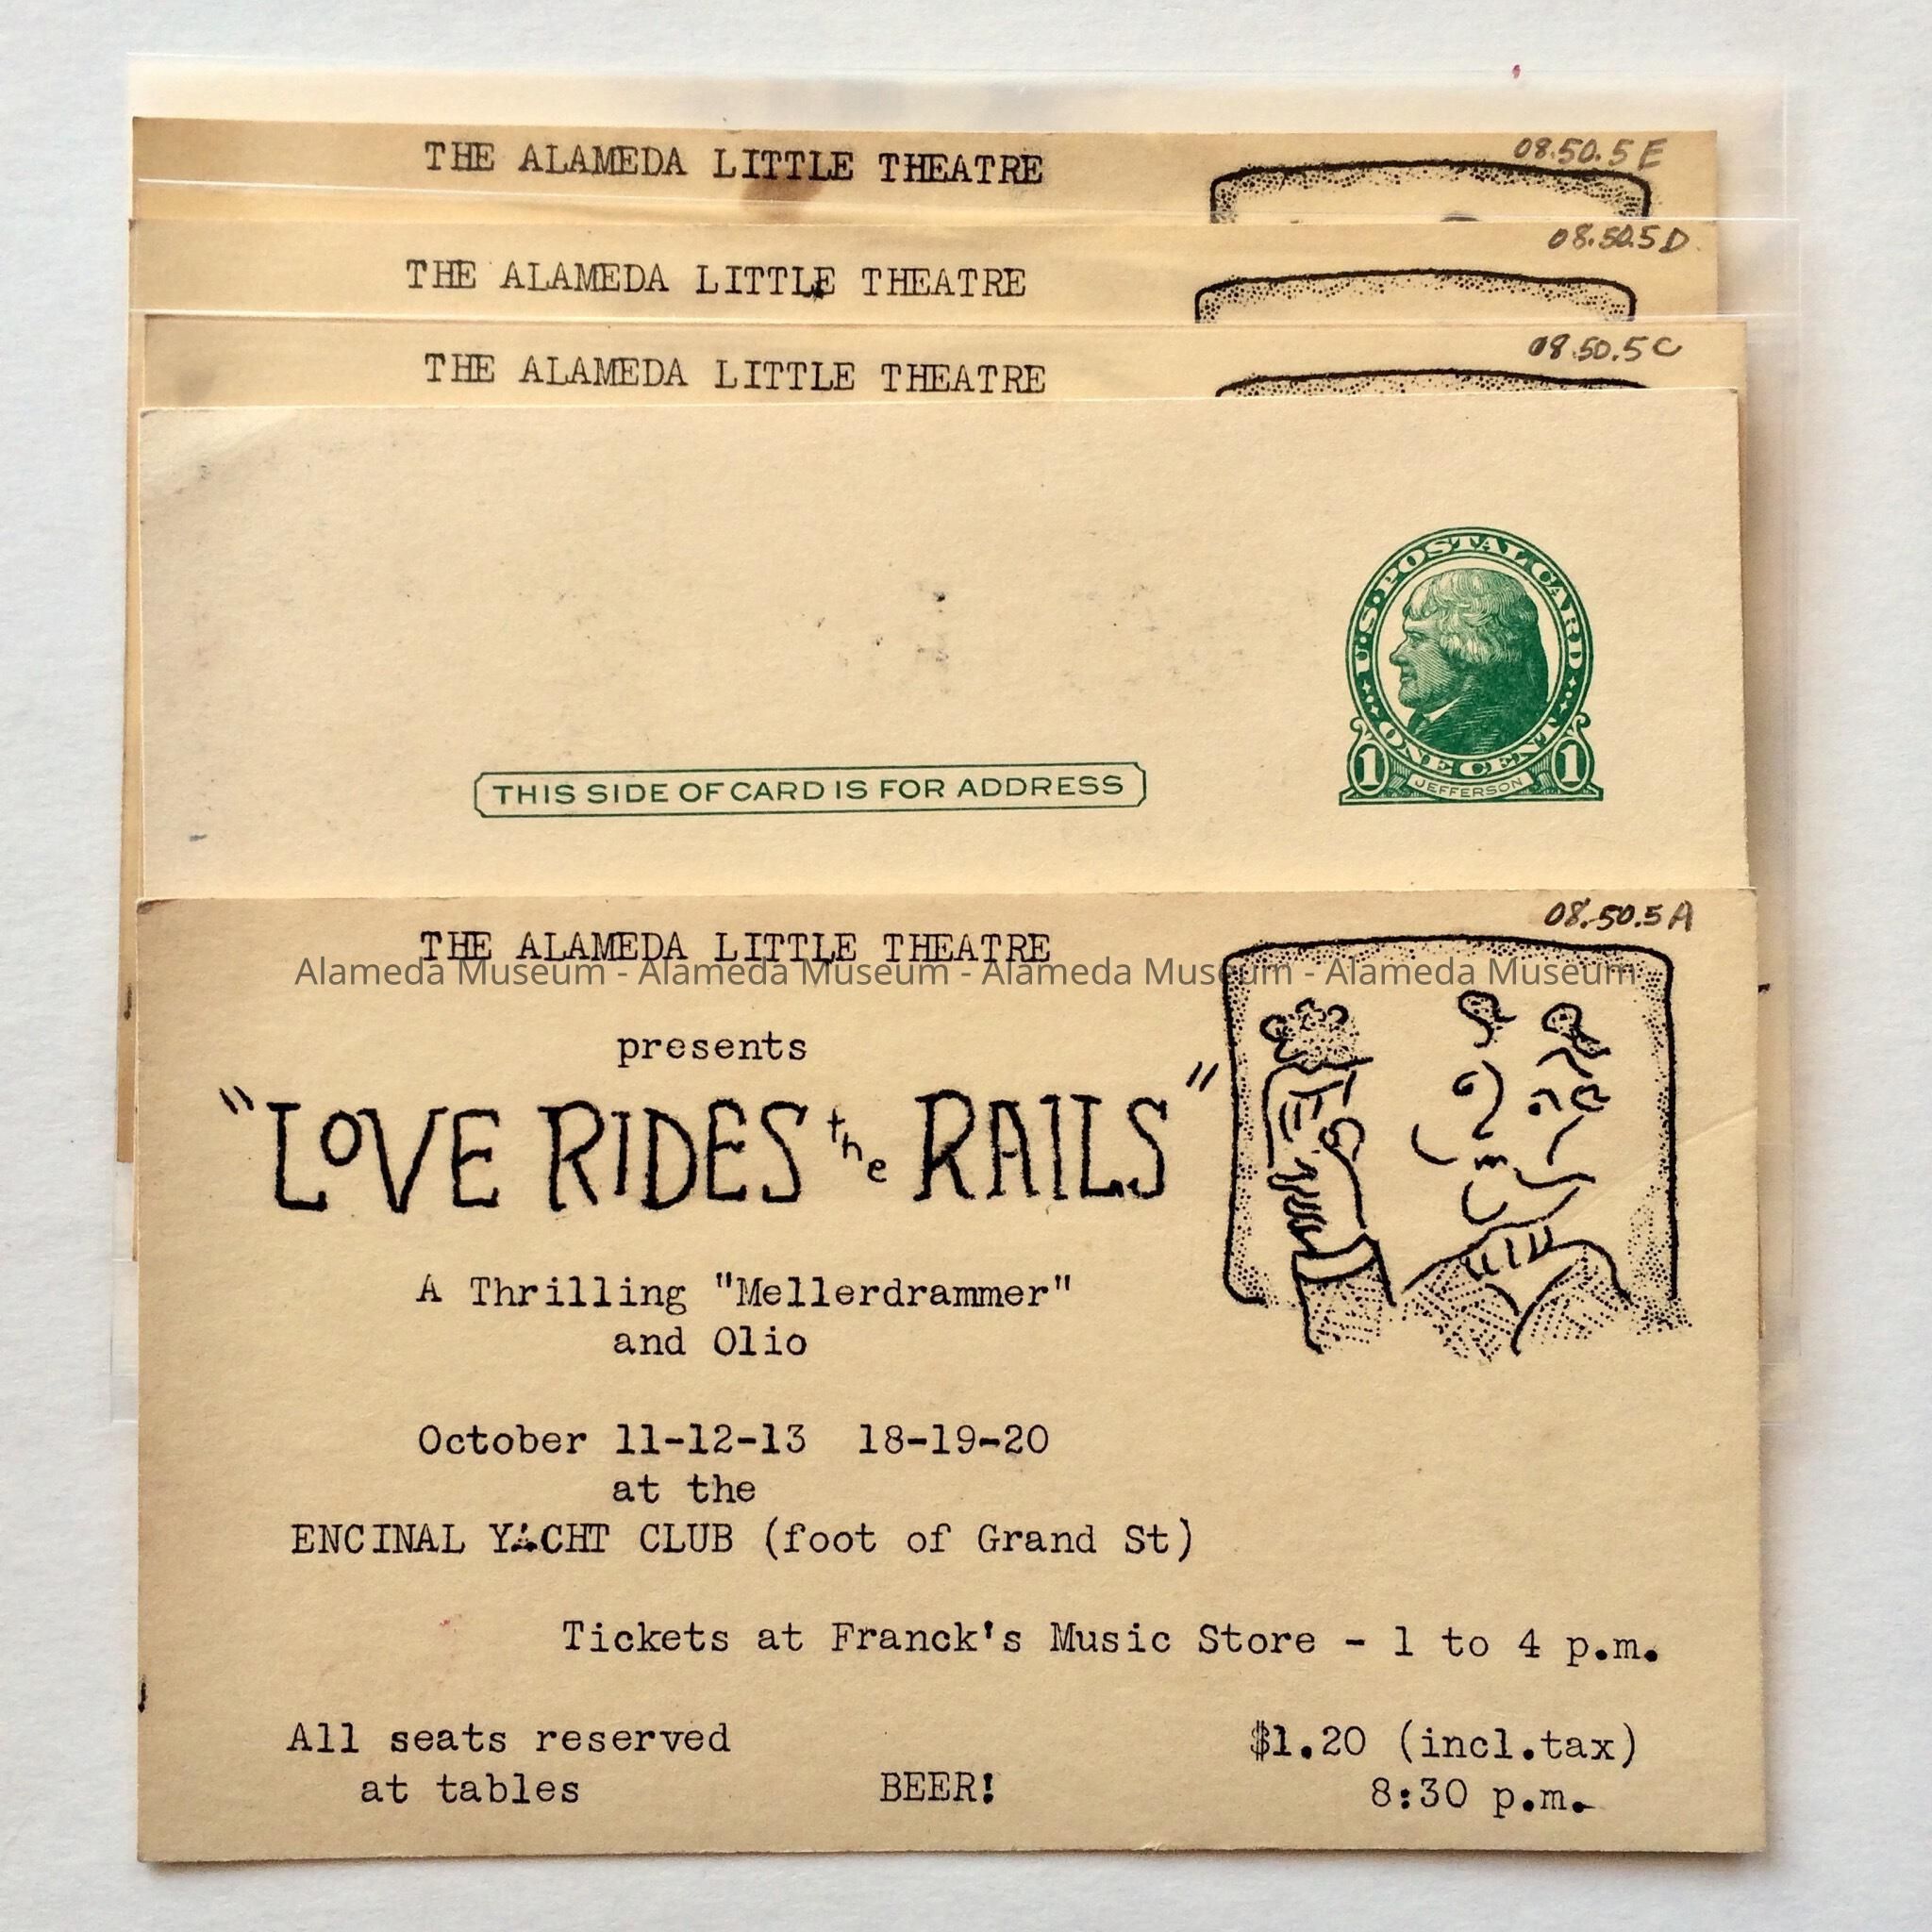 08.50.5 E
THE ALAMEDA LITTLE THEATRE
08.50.5 D
THE ALAMEDA LITTLE THEATRE
08.50.5 C
THE ALAMEDA LITTLE THEATRE
U.S. POSTAL CARD
ONE CENT
1 JEFFERSON 1
THIS SIDE OF CARD IS FOR ADDRESS
08.50.5 A
THE ALAMEDA LITTLE THEATRE
Alameda Museum - Alameda Museum - Alameda Museum - Alameda Museum
presents
"LOVE RIDES the RAILS"
A Thrilling "Mellerdrammer"
and Olio
October 11-12-13 18-19-20
at the
ENCINAL YACHT CLUB (foot of Grand St)
Tickets at Franck's Music Store - 1 to 4 p.m.
All seats reserved $1.20 (incl.tax)
at tables BEER! 8:30 p.m.